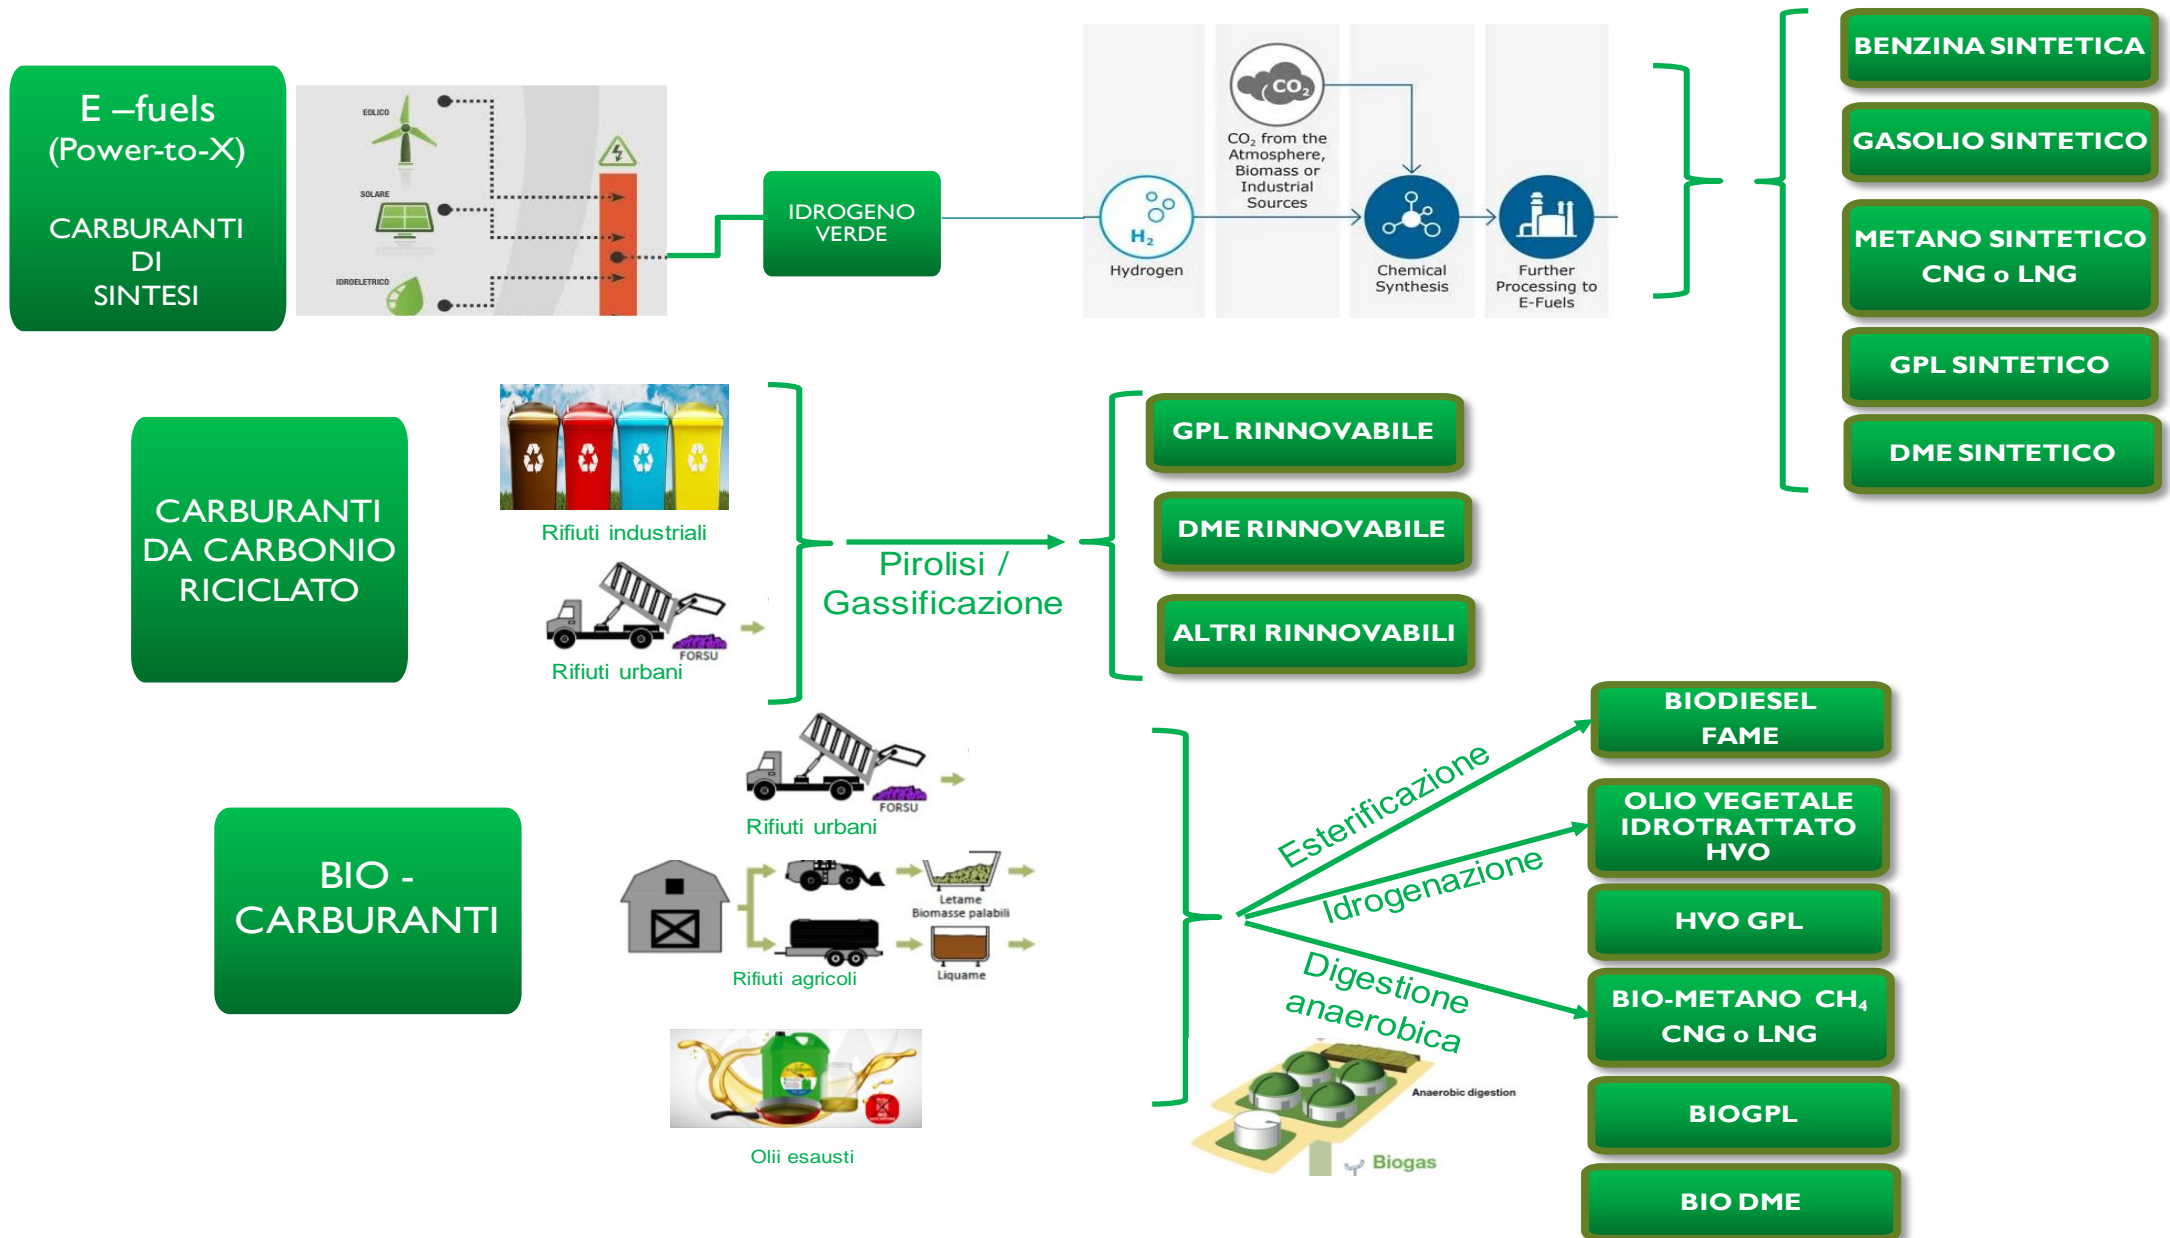 E –fuels
(Power-to-X)
CARBURANTI
DI
SINTESI
EOLICO
SOLARE
IDROELETRICO
IDROGENO
VERDE
CO₂
CO₂ from the
Atmosphere,
Biomass or
Industrial
Sources
H₂
Hydrogen
Chemical
Synthesis
Further
Processing to
E-Fuels
BENZINA SINTETICA
GASOLIO SINTETICO
METANO SINTETICO
CNG o LNG
GPL SINTETICO
DME SINTETICO
CARBURANTI
DA CARBONIO
RICICLATO
Rifiuti industriali
FORSU
Rifiuti urbani
Pirolisi /
Gassificazione
GPL RINNOVABILE
DME RINNOVABILE
ALTRI RINNOVABILI
BIO -
CARBURANTI
FORSU
Rifiuti urbani
Letame
Biomasse palabili
Liquame
Rifiuti agricoli
Olii esausti
Esterificazione
Idrogenazione
Digestione
anaerobica
Anaerobic digestion
Biogas
BIODIESEL
FAME
OLIO VEGETALE
IDROTRATTATO
HVO
HVO GPL
BIO-METANO CH₄
CNG o LNG
BIOGPL
BIO DME